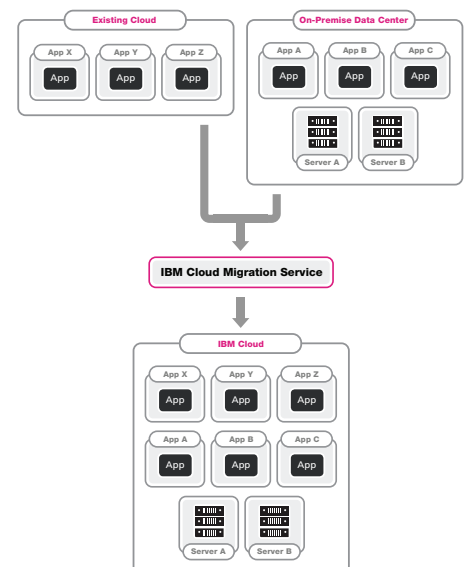 Existing Cloud
App X App Y App Z
App App App
On-Premise Data Center
App A App B App C
App App App
Server A Server B
IBM Cloud Migration Service
IBM Cloud
App X App Y App Z
App App App
App A App B App C
App App App
Server A Server B